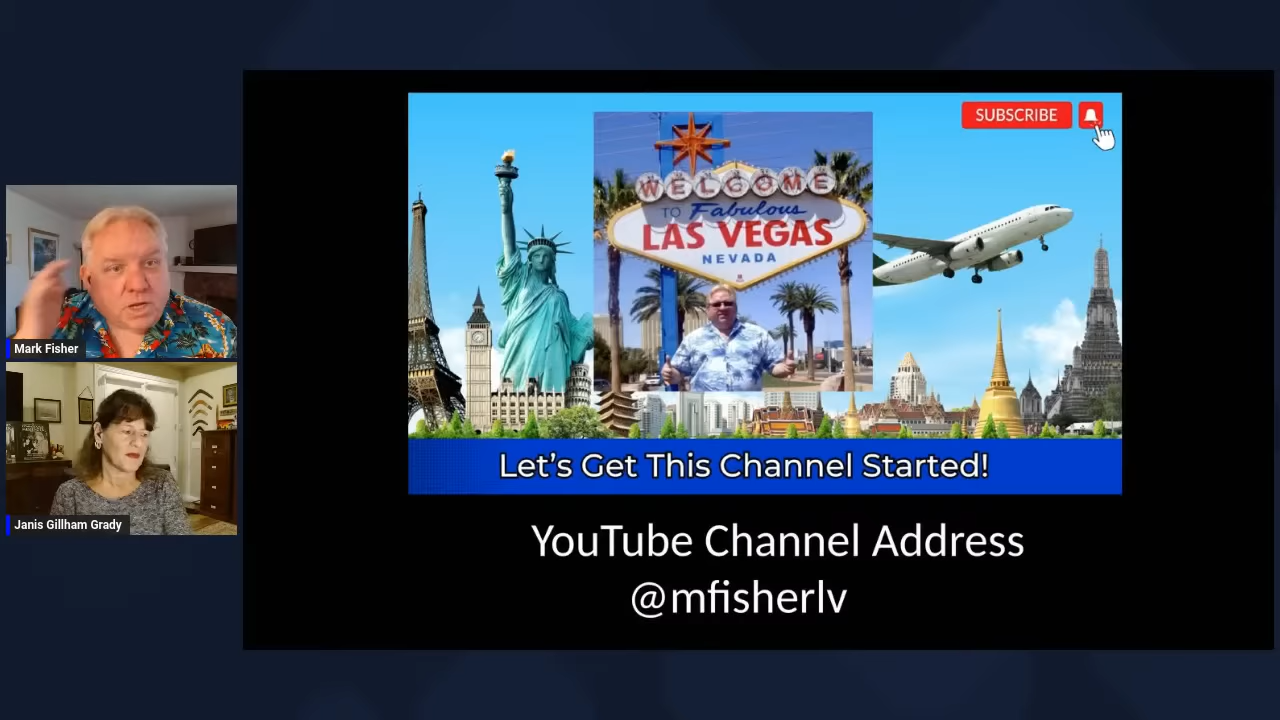 Mark Fisher
Janis Gillham Grady
SUBSCRIBE
WELCOME
TO Fabulous
LAS VEGAS
NEVADA
Let's Get This Channel Started!
YouTube Channel Address
@mfisherlv